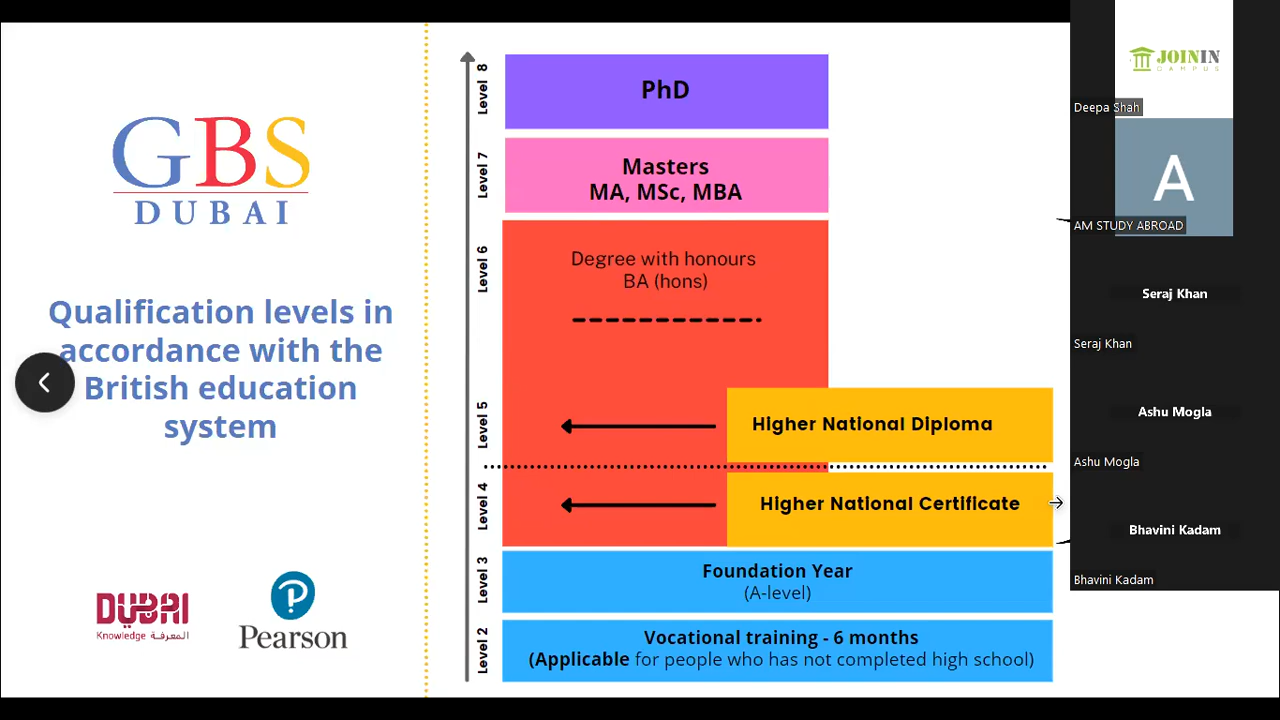 GBS
DUBAI
Qualification levels in
accordance with the
British education
system
DUBAI
Knowledge المعرفة
Pearson
Level 8
PhD
Level 7
Masters
MA, MSc, MBA
Level 6
Degree with honours
BA (hons)
Level 5
Higher National Diploma
Level 4
Higher National Certificate
Level 3
Foundation Year
(A-level)
Level 2
Vocational training - 6 months
(Applicable for people who has not completed high school)
JOININ
CAMPUS
Deepa Shah
A
AM STUDY ABROAD
Seraj Khan
Seraj Khan
Ashu Mogla
Ashu Mogla
Bhavini Kadam
Bhavini Kadam